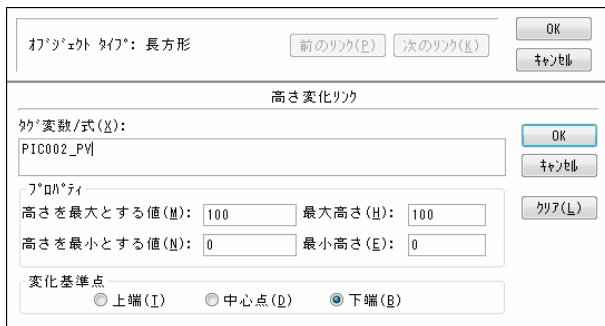 ｵﾌﾞｼﾞｪｸﾄ ﾀｲﾌﾟ: 長方形
前のﾘﾝｸ(P)
次のﾘﾝｸ(K)
OK
ｷｬﾝｾﾙ
高さ変化ﾘﾝｸ
ﾀｸﾞ変数/式(X):
PIC002_PV
OK
ｷｬﾝｾﾙ
ｸﾘｱ(L)
ﾌﾟﾛﾊﾟﾃｨ
高さを最大とする値(M): 100 最大高さ(H): 100
高さを最小とする値(N): 0 最小高さ(E): 0
変化基準点
上端(T) 中心点(D) 下端(B)